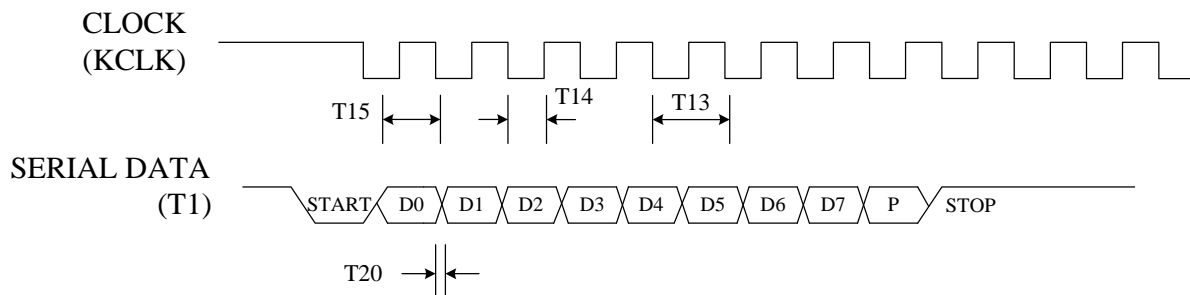 CLOCK
(KCLK)
T15
T14
T13
SERIAL DATA
(T1)
START D0 D1 D2 D3 D4 D5 D6 D7 P STOP
T20